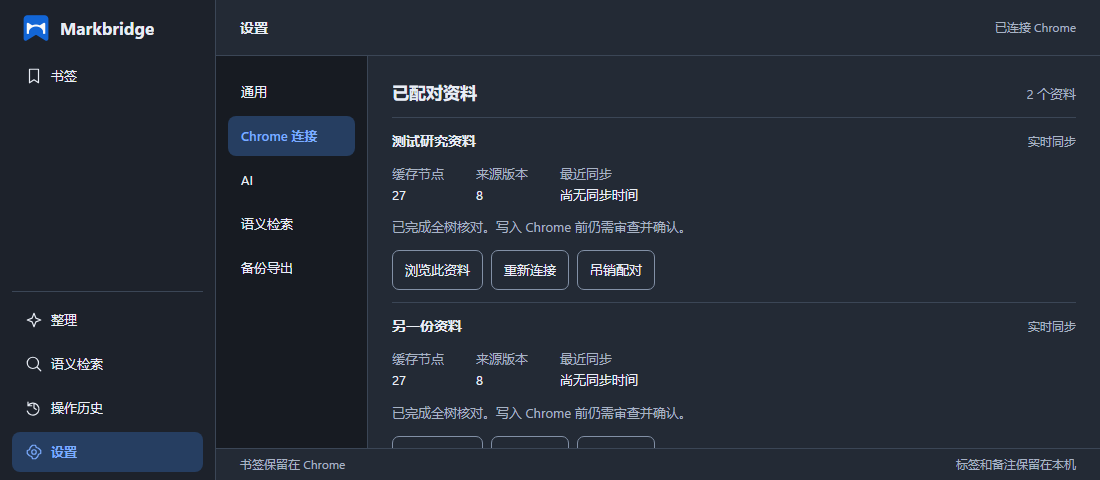 Markbridge
书签
整理
语义检索
操作历史
设置
设置
已连接 Chrome
通用
Chrome 连接
AI
语义检索
备份导出
已配对资料
2 个资料
测试研究资料
实时同步
缓存节点 来源版本 最近同步
27 8 尚无同步时间
已完成全树核对。写入 Chrome 前仍需审查并确认。
浏览此资料 重新连接 吊销配对
另一份资料
实时同步
缓存节点 来源版本 最近同步
27 8 尚无同步时间
已完成全树核对。写入 Chrome 前仍需审查并确认。
书签保留在 Chrome
标签和备注保留在本机